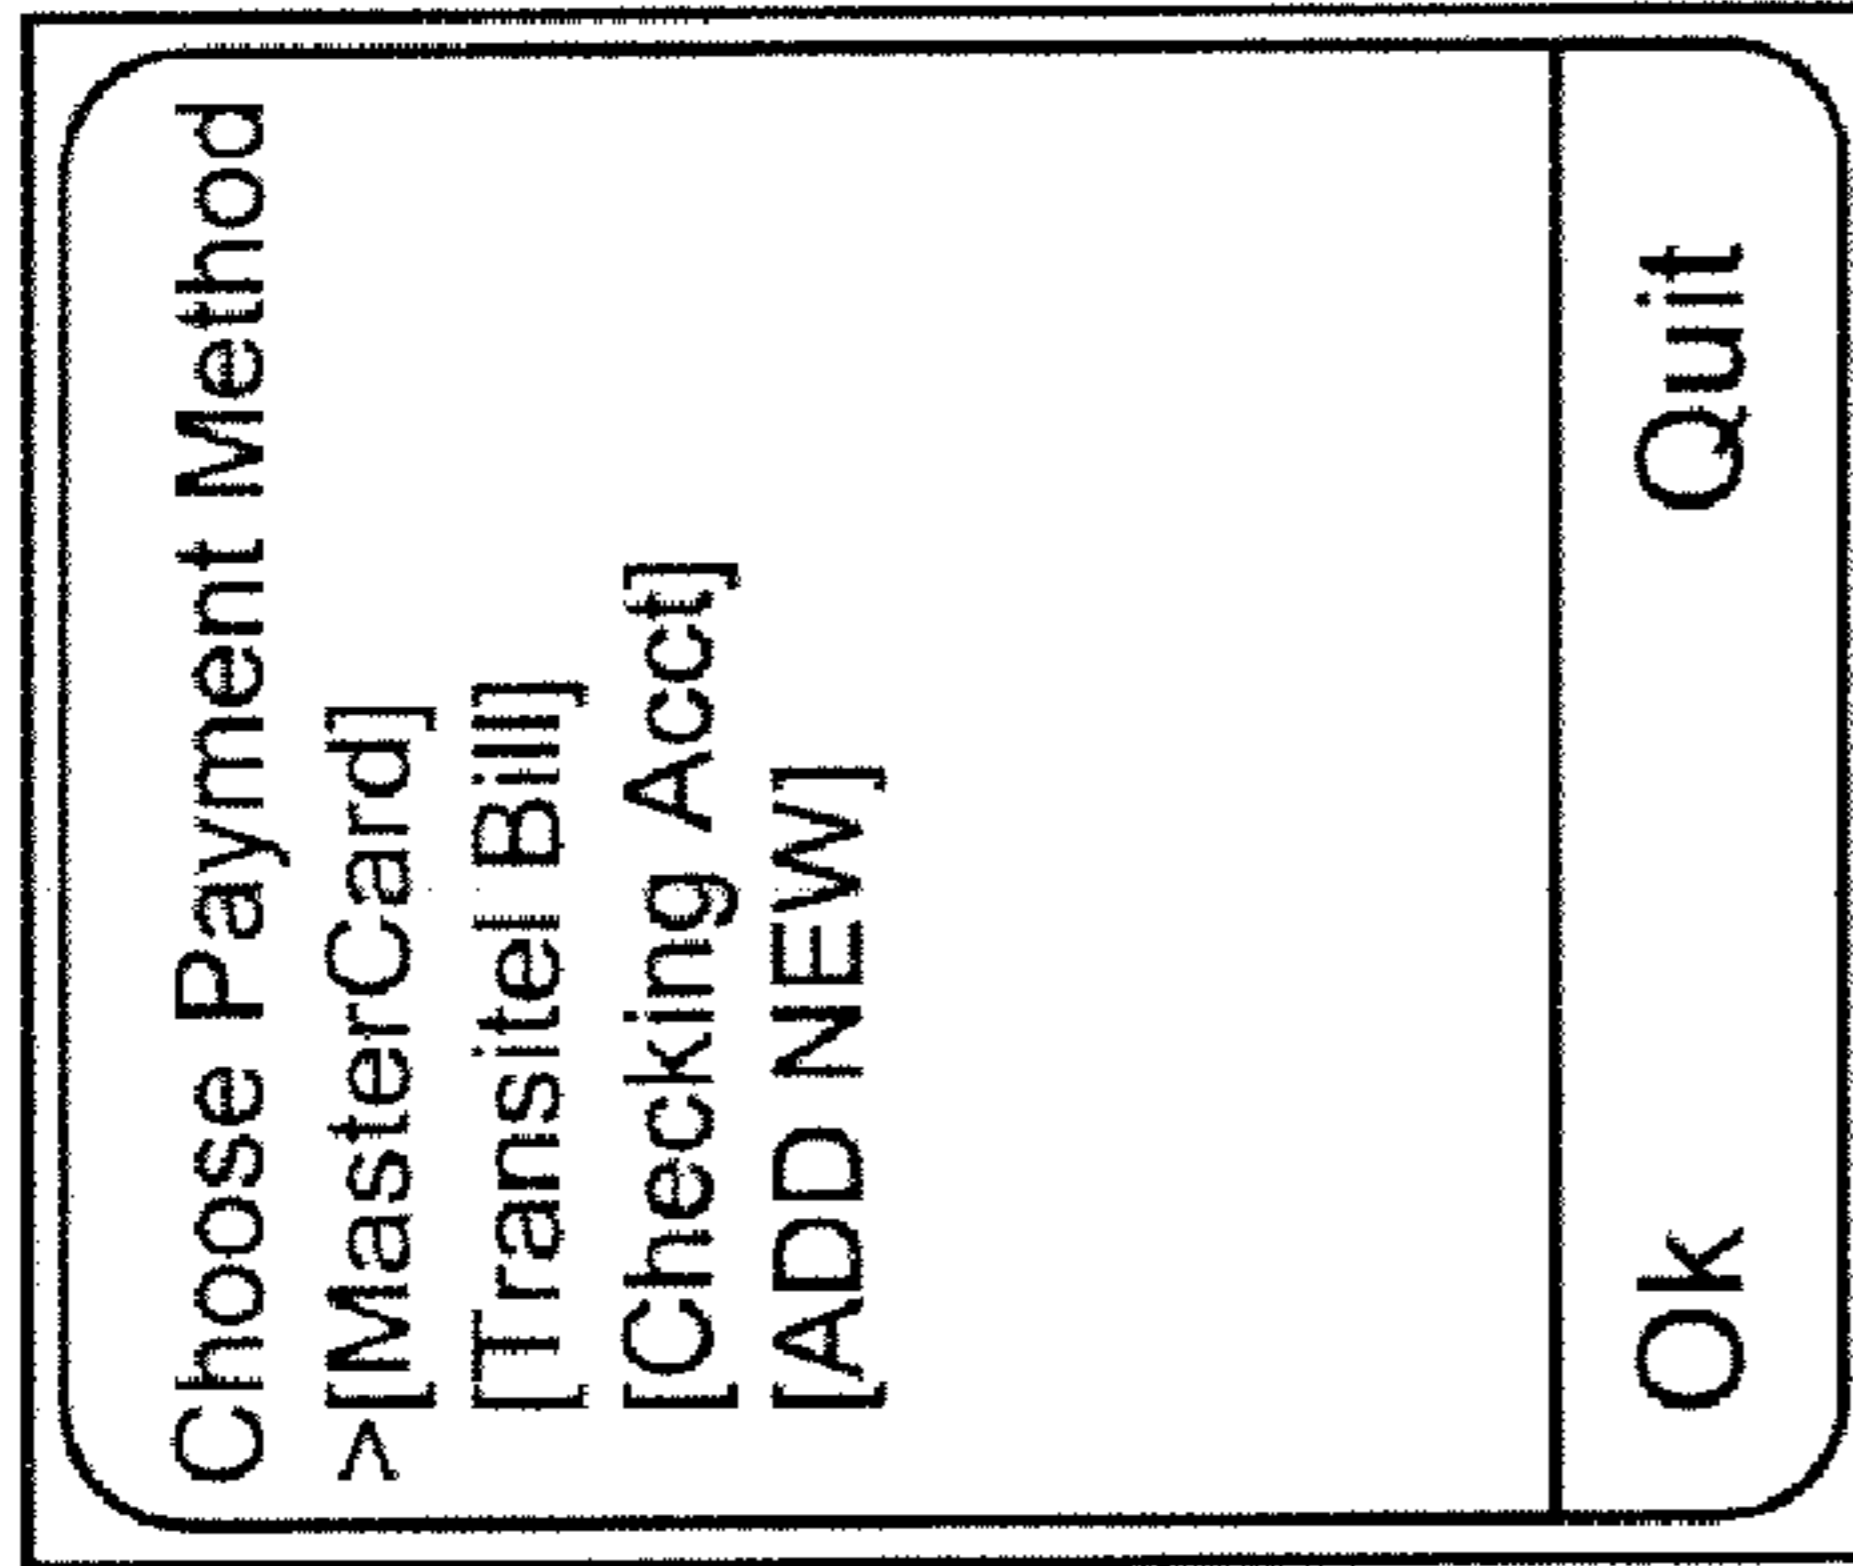 Choose Payment Method
>[MasterCard]
[Transitel Bill]
[Checking Acct]
[ADD NEW]
Ok Quit